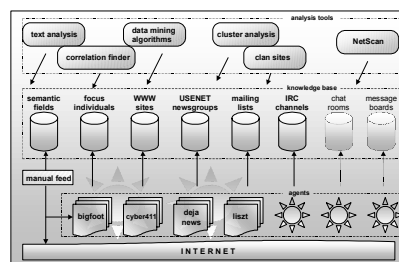 analysis tools
text analysis
data mining
algorithms
cluster analysis
NetScan
correlation finder
clan sites
knowledge base
semantic
fields
focus
individuals
WWW
sites
USENET
newsgroups
mailing
lists
IRC
channels
chat
rooms
message
boards
manual feed
agents
bigfoot
cyber411
deja
news
liszt
INTERNET